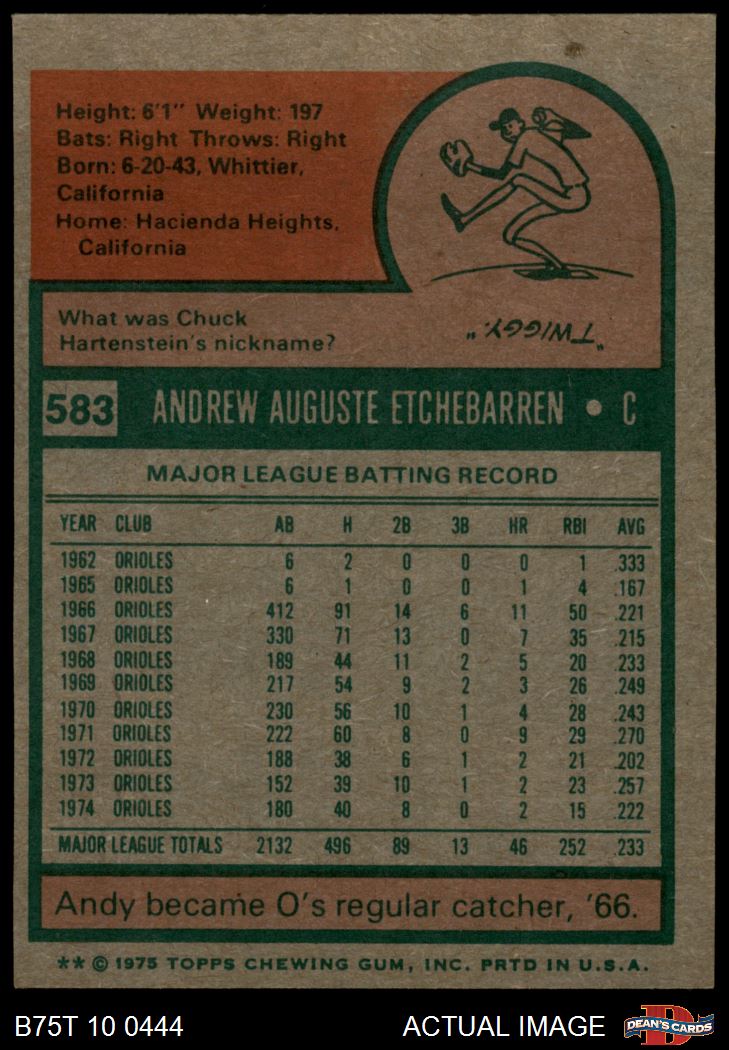 Height: 6'1" Weight: 197
Bats: Right Throws: Right
Born: 6-20-43, Whittier,
California
Home: Hacienda Heights,
California
What was Chuck
Hartenstein's nickname?
"TWIGGY."
583 ANDREW AUGUSTE ETCHEBARREN • C
MAJOR LEAGUE BATTING RECORD
YEAR CLUB AB H 2B 3B HR RBI AVG
1962 ORIOLES 6 2 0 0 0 1 .333
1965 ORIOLES 6 1 0 0 1 4 .167
1966 ORIOLES 412 91 14 6 11 50 .221
1967 ORIOLES 330 71 13 0 7 35 .215
1968 ORIOLES 189 44 11 2 5 20 .233
1969 ORIOLES 217 54 9 2 3 26 .249
1970 ORIOLES 230 56 10 1 4 28 .243
1971 ORIOLES 222 60 8 0 9 29 .270
1972 ORIOLES 188 38 6 1 2 21 .202
1973 ORIOLES 152 39 10 1 2 23 .257
1974 ORIOLES 180 40 8 0 2 15 .222
MAJOR LEAGUE TOTALS 2132 496 89 13 46 252 .233
Andy became O's regular catcher, '66.
** © 1975 TOPPS CHEWING GUM, INC. PRTD IN U.S.A.
B75T 10 0444 ACTUAL IMAGE D DEAN'S CARDS